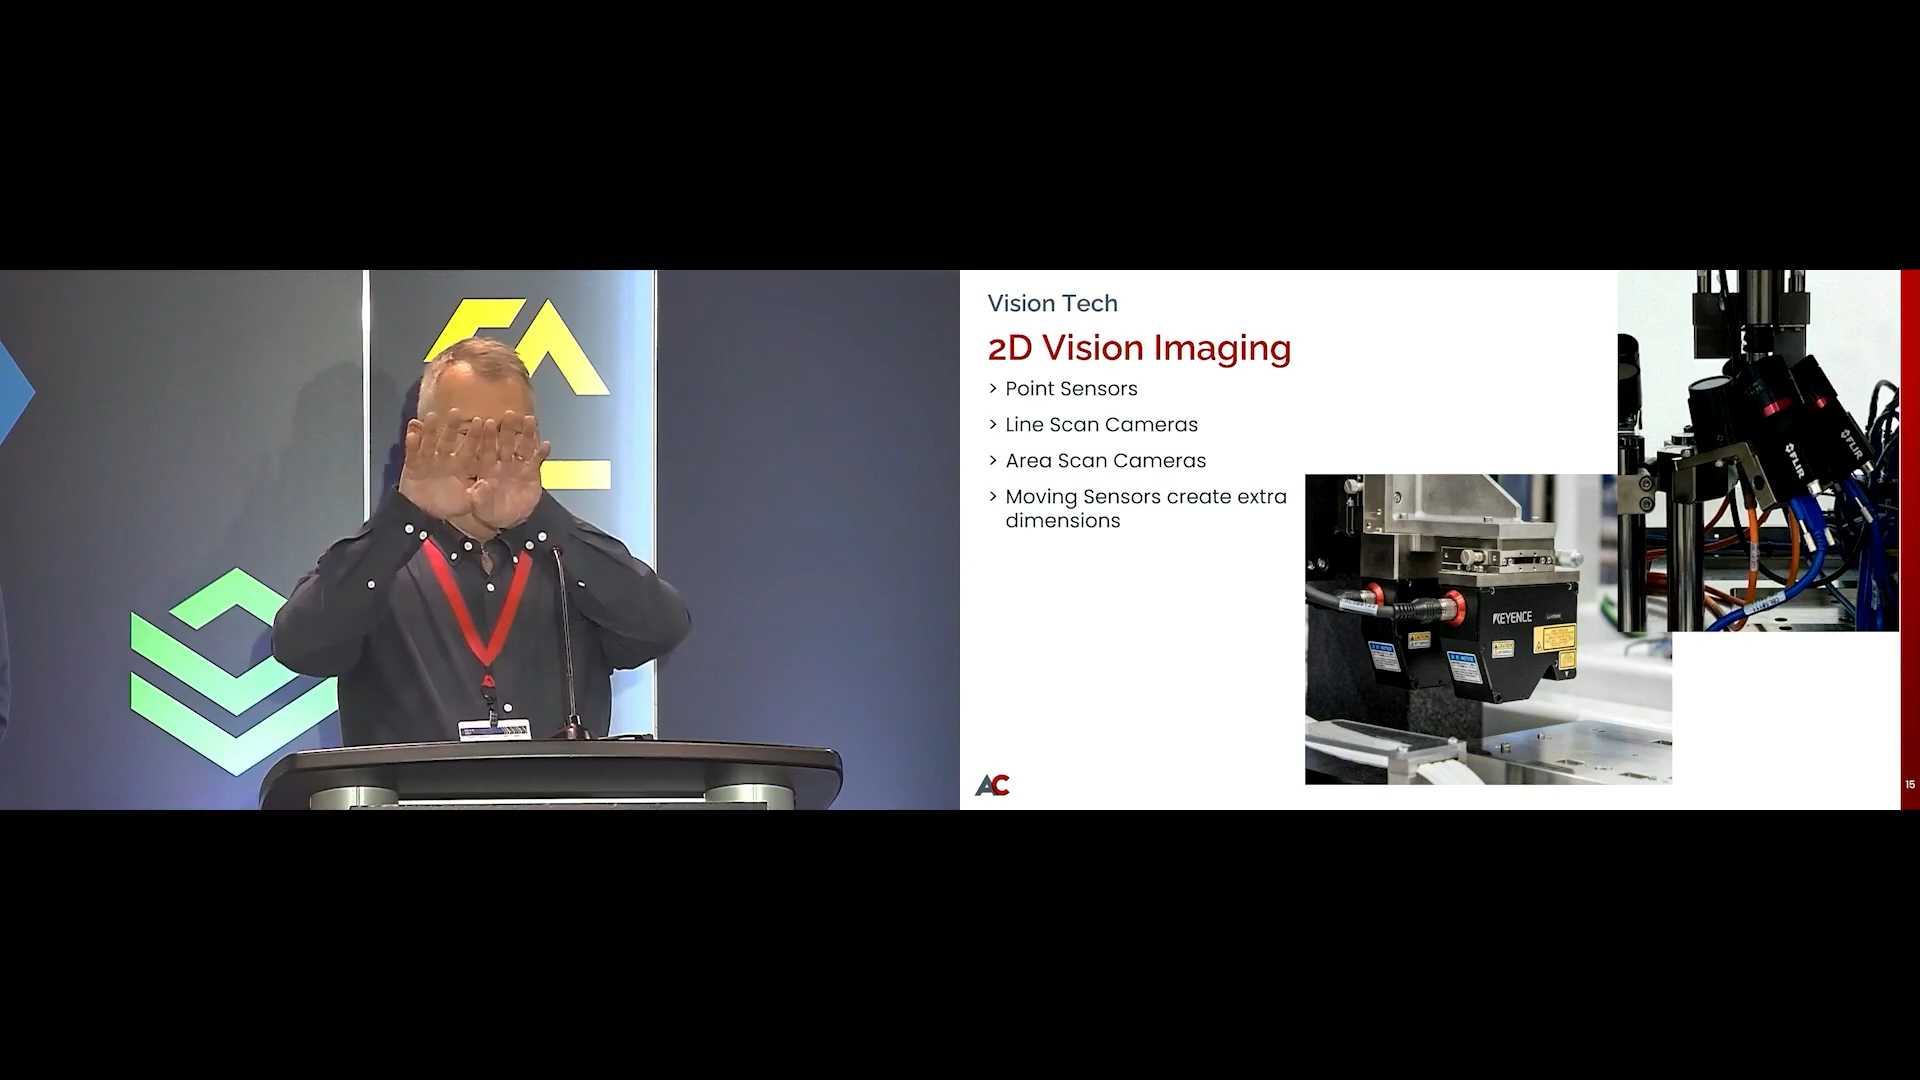 Vision Tech
2D Vision Imaging
> Point Sensors
> Line Scan Cameras
> Area Scan Cameras
> Moving Sensors create extra
dimensions
FLIR
FLIR
KEYENCE
AC
15